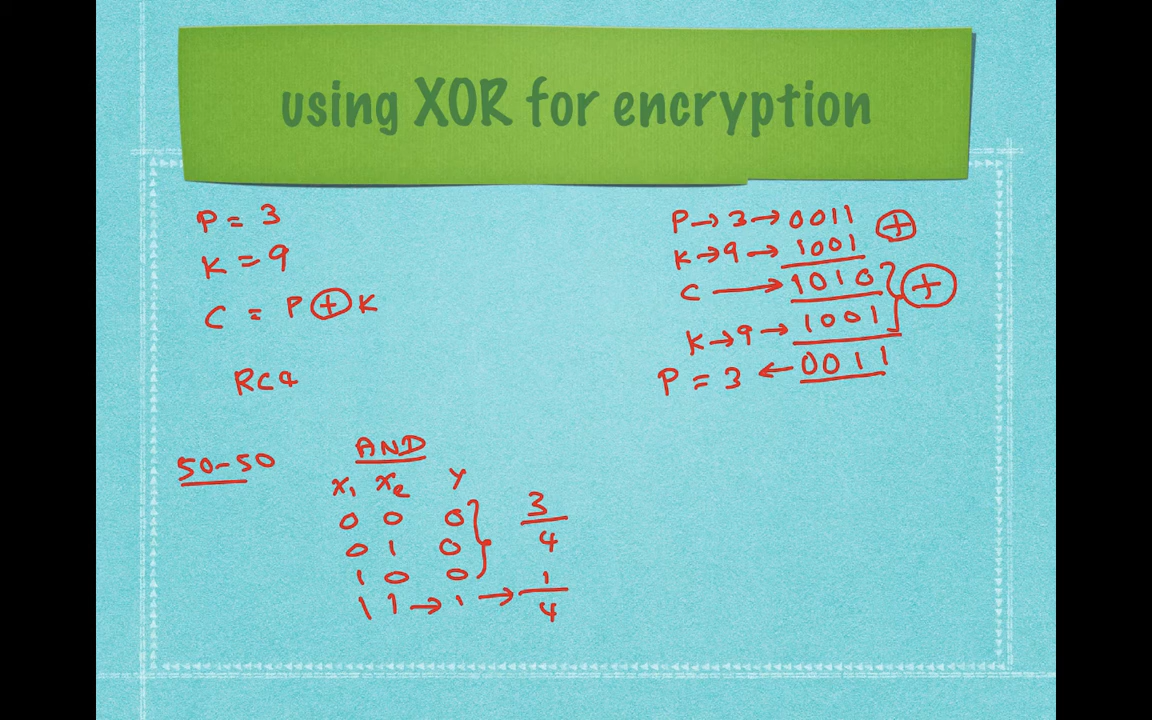 using XOR for encryption
P = 3
K = 9
C = P ⊕ K
RC4
P → 3 → 0011 ⊕
K → 9 → 1001
C → 1010 ⊕
K → 9 → 1001
P = 3 ← 0011
50-50
AND
x₁ x₂ y
0 0 0
0 1 0
1 0 0
3/4
1 1 → 1 → 1/4